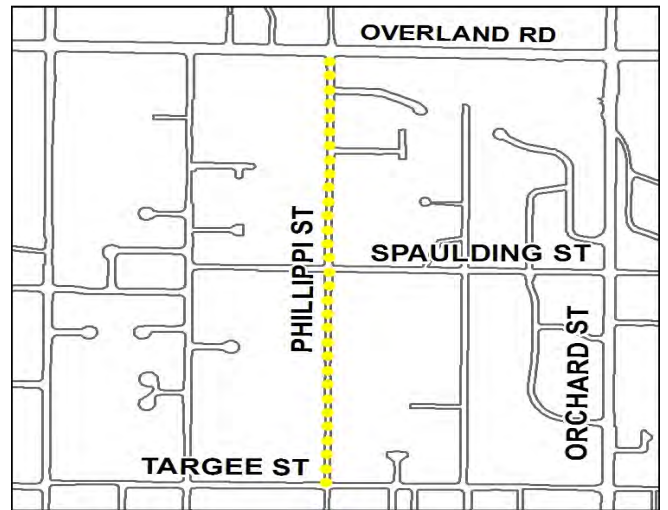 OVERLAND RD
SPAULDING ST
PHILLIPPI ST
ORCHARD ST
TARGEE ST